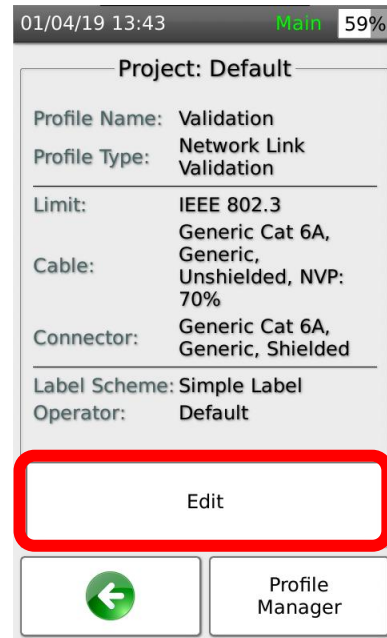 01/04/19 13:43 Main 59%
Project: Default
Profile Name: Validation
Profile Type: Network Link
Validation
Limit: IEEE 802.3
Cable: Generic Cat 6A,
Generic,
Unshielded, NVP:
70%
Connector: Generic Cat 6A,
Generic, Shielded
Label Scheme: Simple Label
Operator: Default
Edit
Profile
Manager